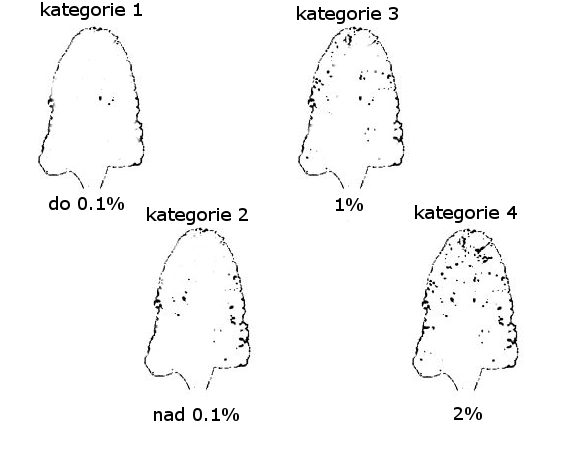 kategorie 1
do 0.1%
kategorie 2
nad 0.1%
kategorie 3
1%
kategorie 4
2%